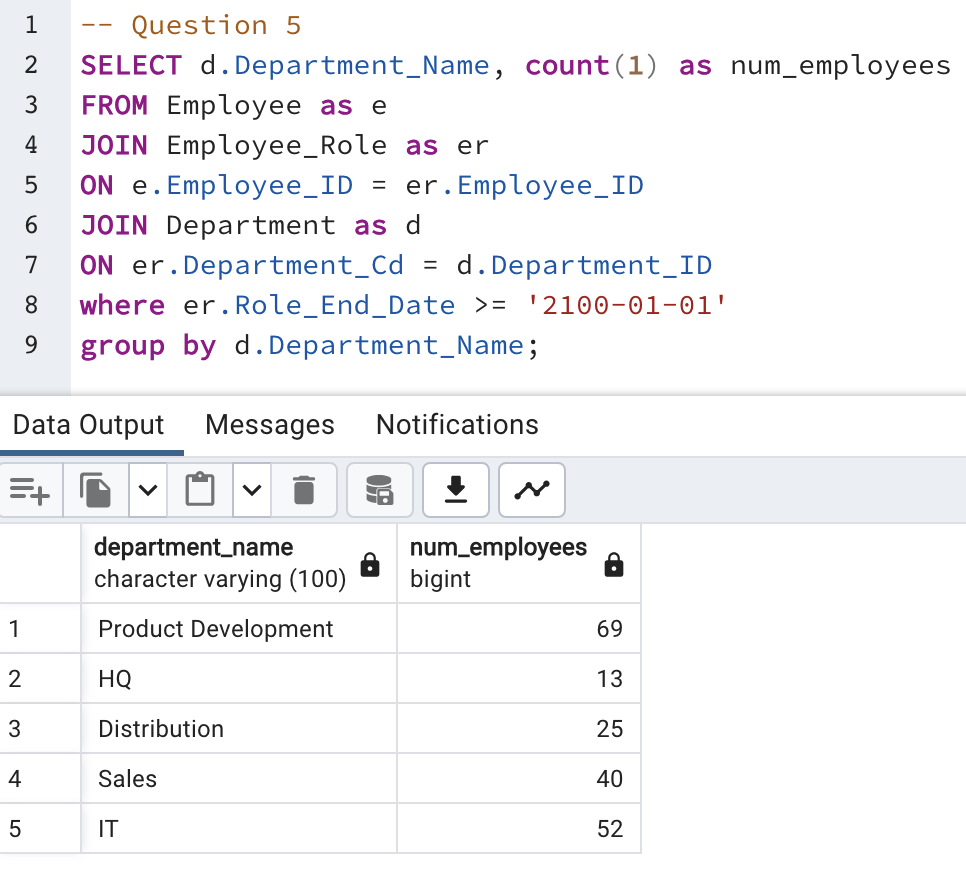 1 -- Question 5
2 SELECT d.Department_Name, count(1) as num_employees
3 FROM Employee as e
4 JOIN Employee_Role as er
5 ON e.Employee_ID = er.Employee_ID
6 JOIN Department as d
7 ON er.Department_Cd = d.Department_ID
8 where er.Role_End_Date >= '2100-01-01'
9 group by d.Department_Name;
Data Output Messages Notifications
department_name num_employees
character varying (100) bigint
1 Product Development 69
2 HQ 13
3 Distribution 25
4 Sales 40
5 IT 52